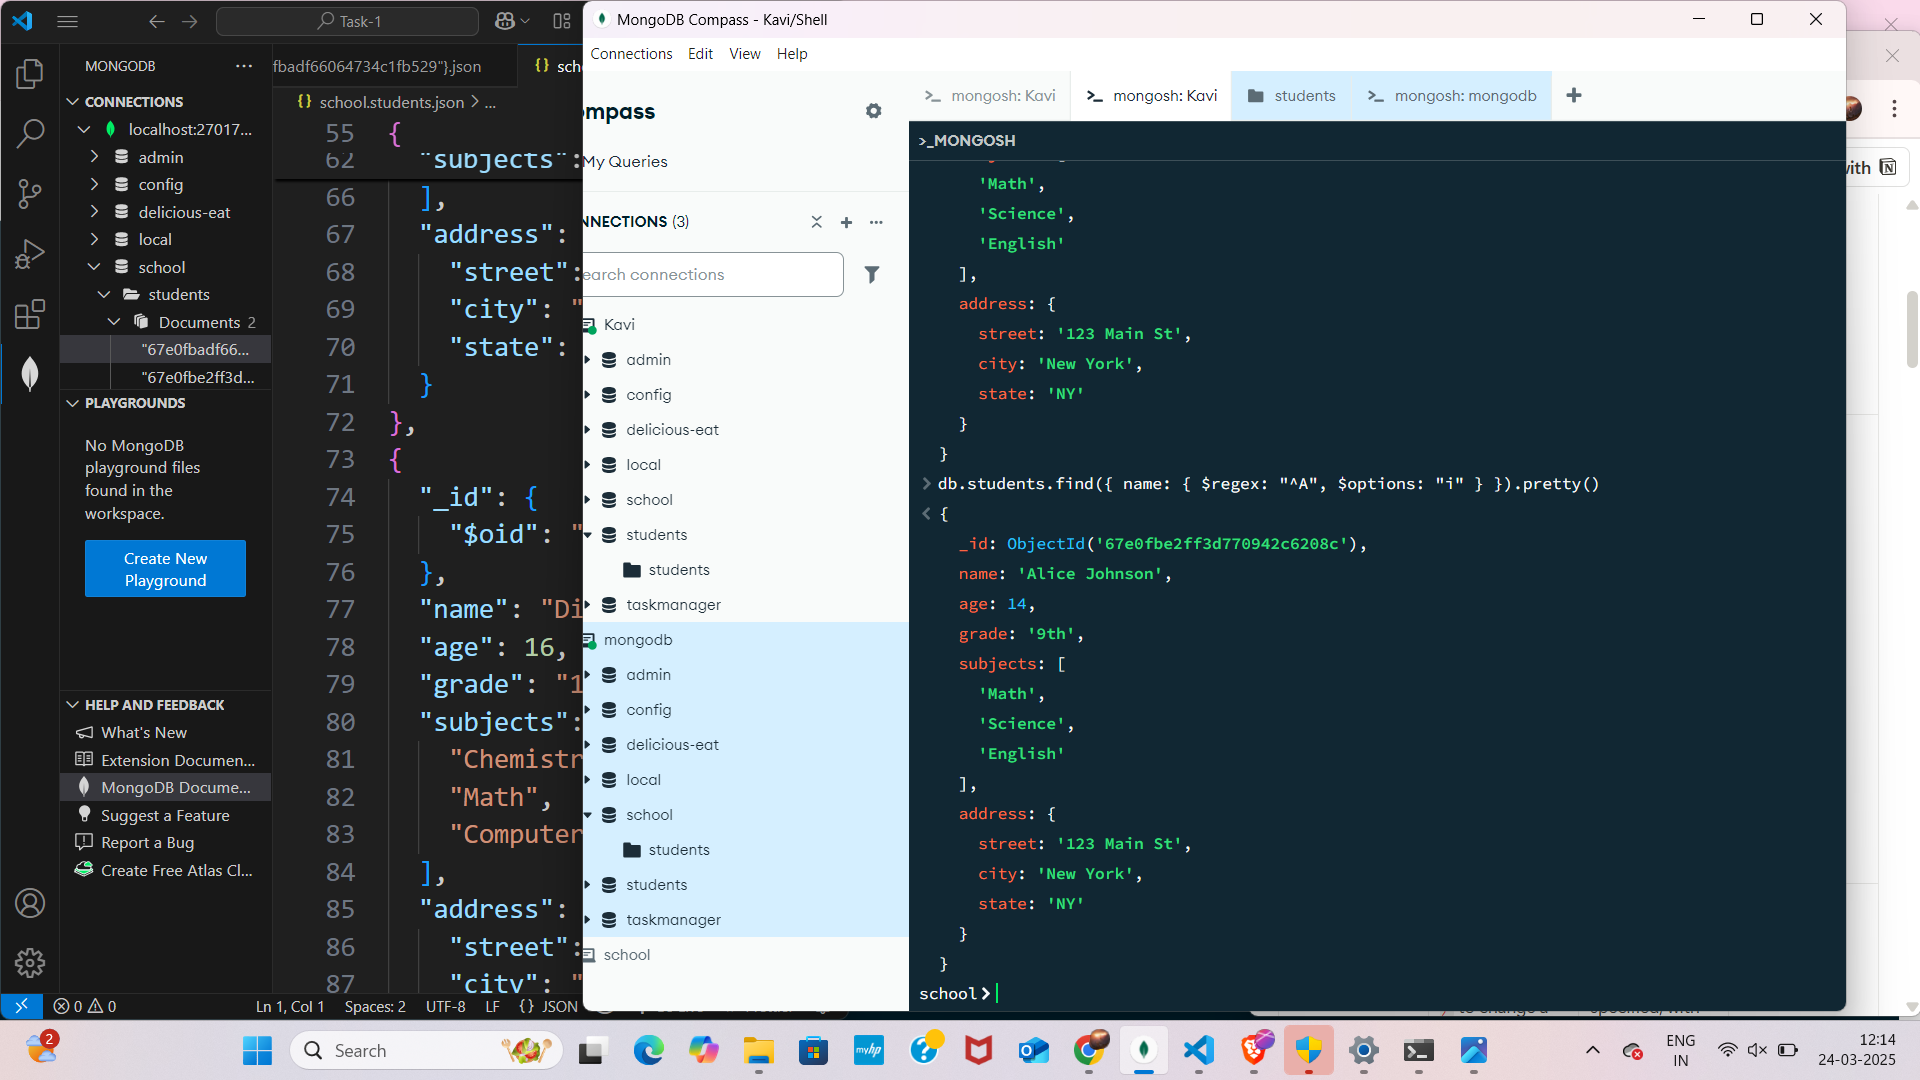 Task-1
MONGODB
CONNECTIONS
localhost:27017...
admin
config
delicious-eat
local
school
students
Documents 2
"67e0fbadf66...
"67e0fbe2ff3d...
PLAYGROUNDS
No MongoDB
playground files
found in the
workspace.
Create New
Playground
HELP AND FEEDBACK
What's New
Extension Documen...
MongoDB Docume...
Suggest a Feature
Report a Bug
Create Free Atlas Cl...
fbadf66064734c1fb529"}.json
{} sch
{} school.students.json > ...
55 {
62 "subjects":
66 ],
67 "address":
68 "street":
69 "city": "
70 "state":
71 }
72 },
73 {
74 "_id": {
75 "$oid": "
76 },
77 "name": "Di
78 "age": 16,
79 "grade": "1
80 "subjects":
81 "Chemistr
82 "Math",
83 "Computer
84 ],
85 "address":
86 "street":
87 "city": "
0 0
Ln 1, Col 1 Spaces: 2 UTF-8 LF {} JSON
MongoDB Compass - Kavi/Shell
Connections Edit View Help
ompass
My Queries
NNECTIONS (3)
earch connections
Kavi
admin
config
delicious-eat
local
school
students
students
taskmanager
mongodb
admin
config
delicious-eat
local
school
students
students
taskmanager
school
>_ mongosh: Kavi
>_ mongosh: Kavi
students
>_ mongosh: mongodb
>_MONGOSH
'Math',
'Science',
'English'
],
address: {
street: '123 Main St',
city: 'New York',
state: 'NY'
}
}
> db.students.find({ name: { $regex: "^A", $options: "i" } }).pretty()
< {
_id: ObjectId('67e0fbe2ff3d770942c6208c'),
name: 'Alice Johnson',
age: 14,
grade: '9th',
subjects: [
'Math',
'Science',
'English'
],
address: {
street: '123 Main St',
city: 'New York',
state: 'NY'
}
}
school>
with
2
Search
myhp
ENG
IN
12:14
24-03-2025